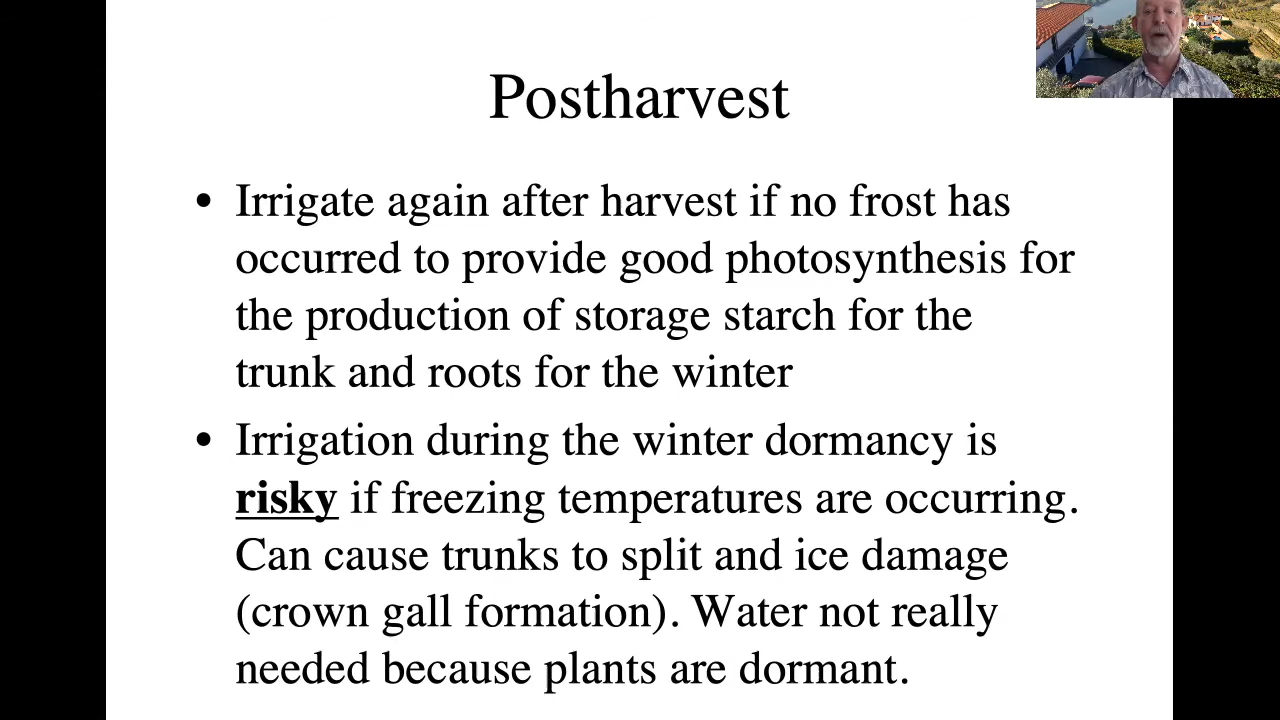 Postharvest
• Irrigate again after harvest if no frost has
occurred to provide good photosynthesis for
the production of storage starch for the
trunk and roots for the winter
• Irrigation during the winter dormancy is
risky if freezing temperatures are occurring.
Can cause trunks to split and ice damage
(crown gall formation). Water not really
needed because plants are dormant.